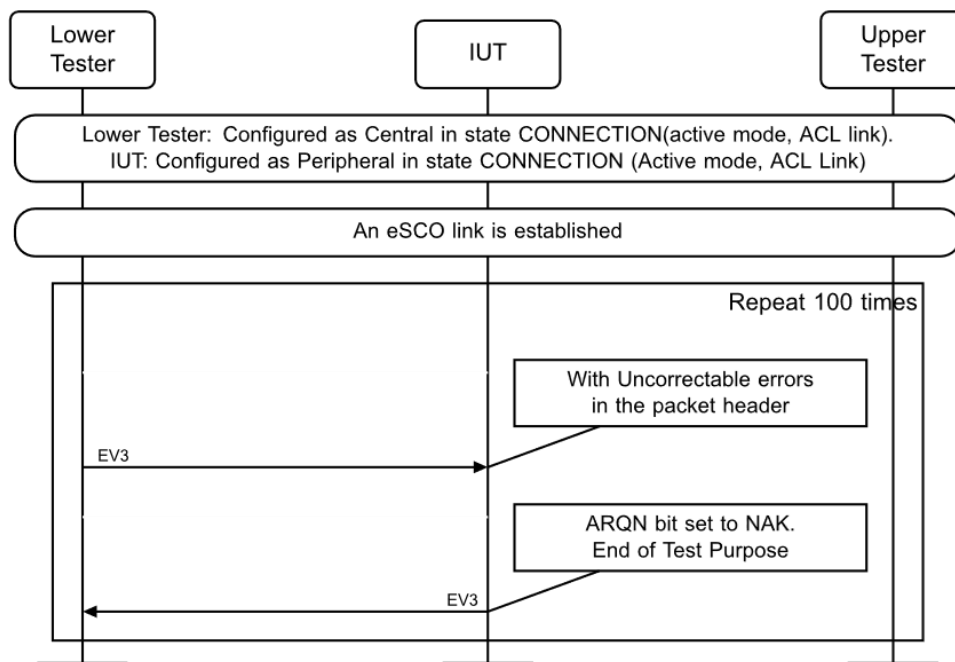 Lower
Tester
IUT
Upper
Tester
Lower Tester: Configured as Central in state CONNECTION(active mode, ACL link).
IUT: Configured as Peripheral in state CONNECTION (Active mode, ACL Link)
An eSCO link is established
Repeat 100 times
With Uncorrectable errors
in the packet header
EV3
ARQN bit set to NAK.
End of Test Purpose
EV3